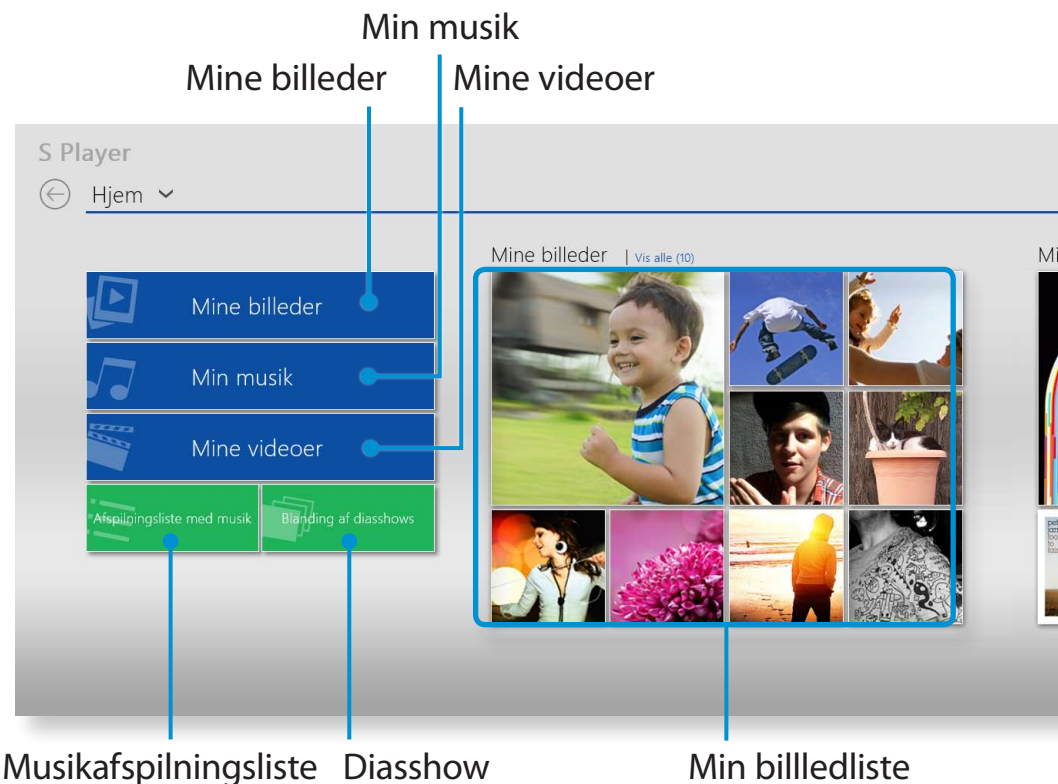 Min musik
Mine billeder
Mine videoer
S Player
Hjem
Mine billeder | Vis alle (10)
Mi
Mine billeder
Min musik
Mine videoer
Afspilningsliste med musik
Blanding af diasshows
Musikafspilningsliste
Diasshow
Min billledliste